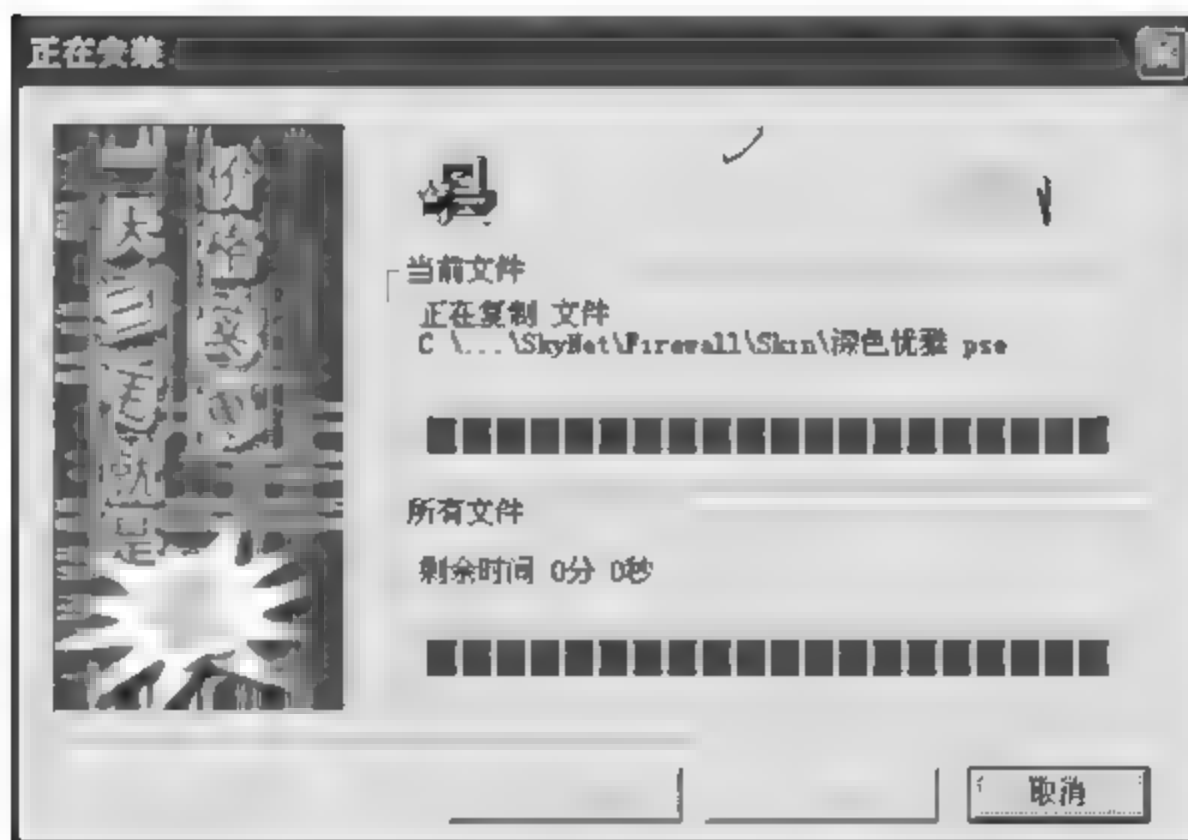 正在安装
当前文件
正在复制 文件
C \...\SkyNet\Firewall\Skin\深色优雅 pse
所有文件
剩余时间 0分 0秒
取消